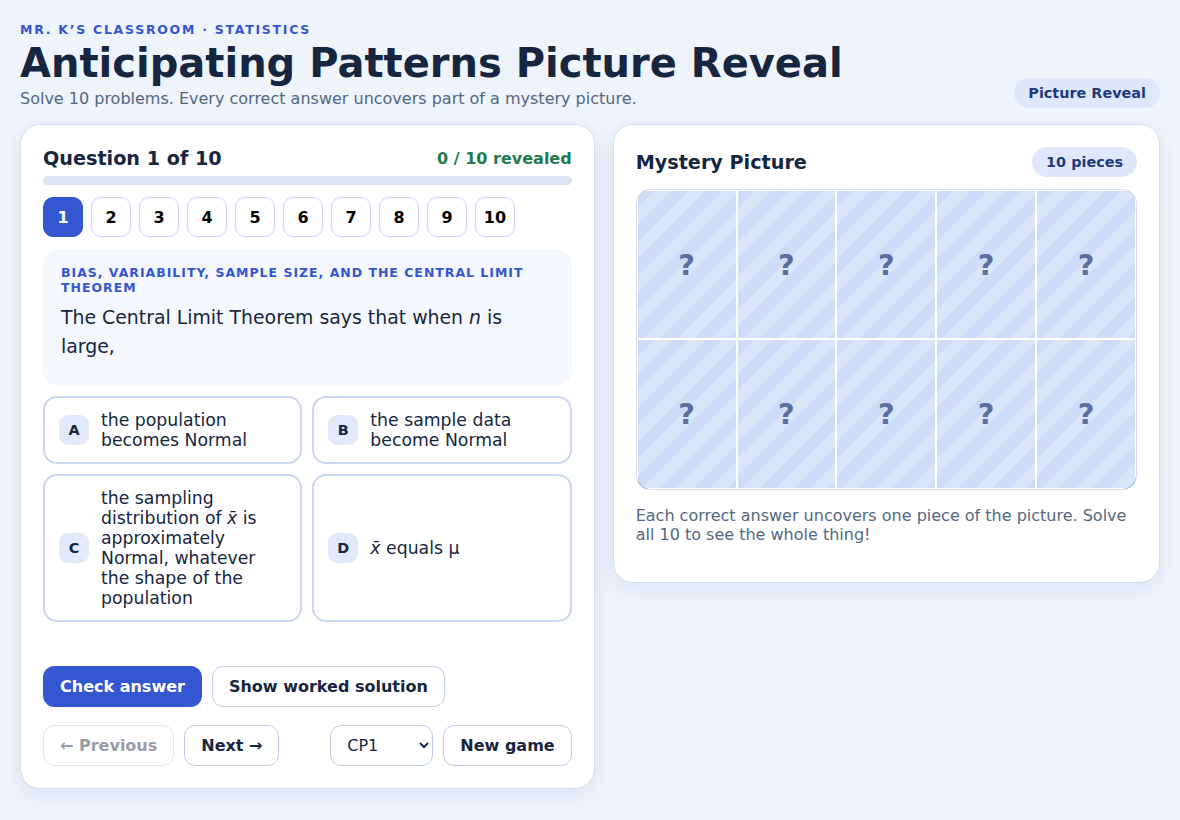 MR. K’S CLASSROOM · STATISTICS
Anticipating Patterns Picture Reveal
Solve 10 problems. Every correct answer uncovers part of a mystery picture.
Picture Reveal
Question 1 of 10
0 / 10 revealed
1 2 3 4 5 6 7 8 9 10
BIAS, VARIABILITY, SAMPLE SIZE, AND THE CENTRAL LIMIT
THEOREM
The Central Limit Theorem says that when n is
large,
A
the population
becomes Normal
B
the sample data
become Normal
C
the sampling
distribution of x̄ is
approximately
Normal, whatever
the shape of the
population
D
x̄ equals μ
Check answer
Show worked solution
← Previous
Next →
CP1
New game
Mystery Picture
10 pieces
? ? ? ? ?
? ? ? ? ?
Each correct answer uncovers one piece of the picture. Solve
all 10 to see the whole thing!